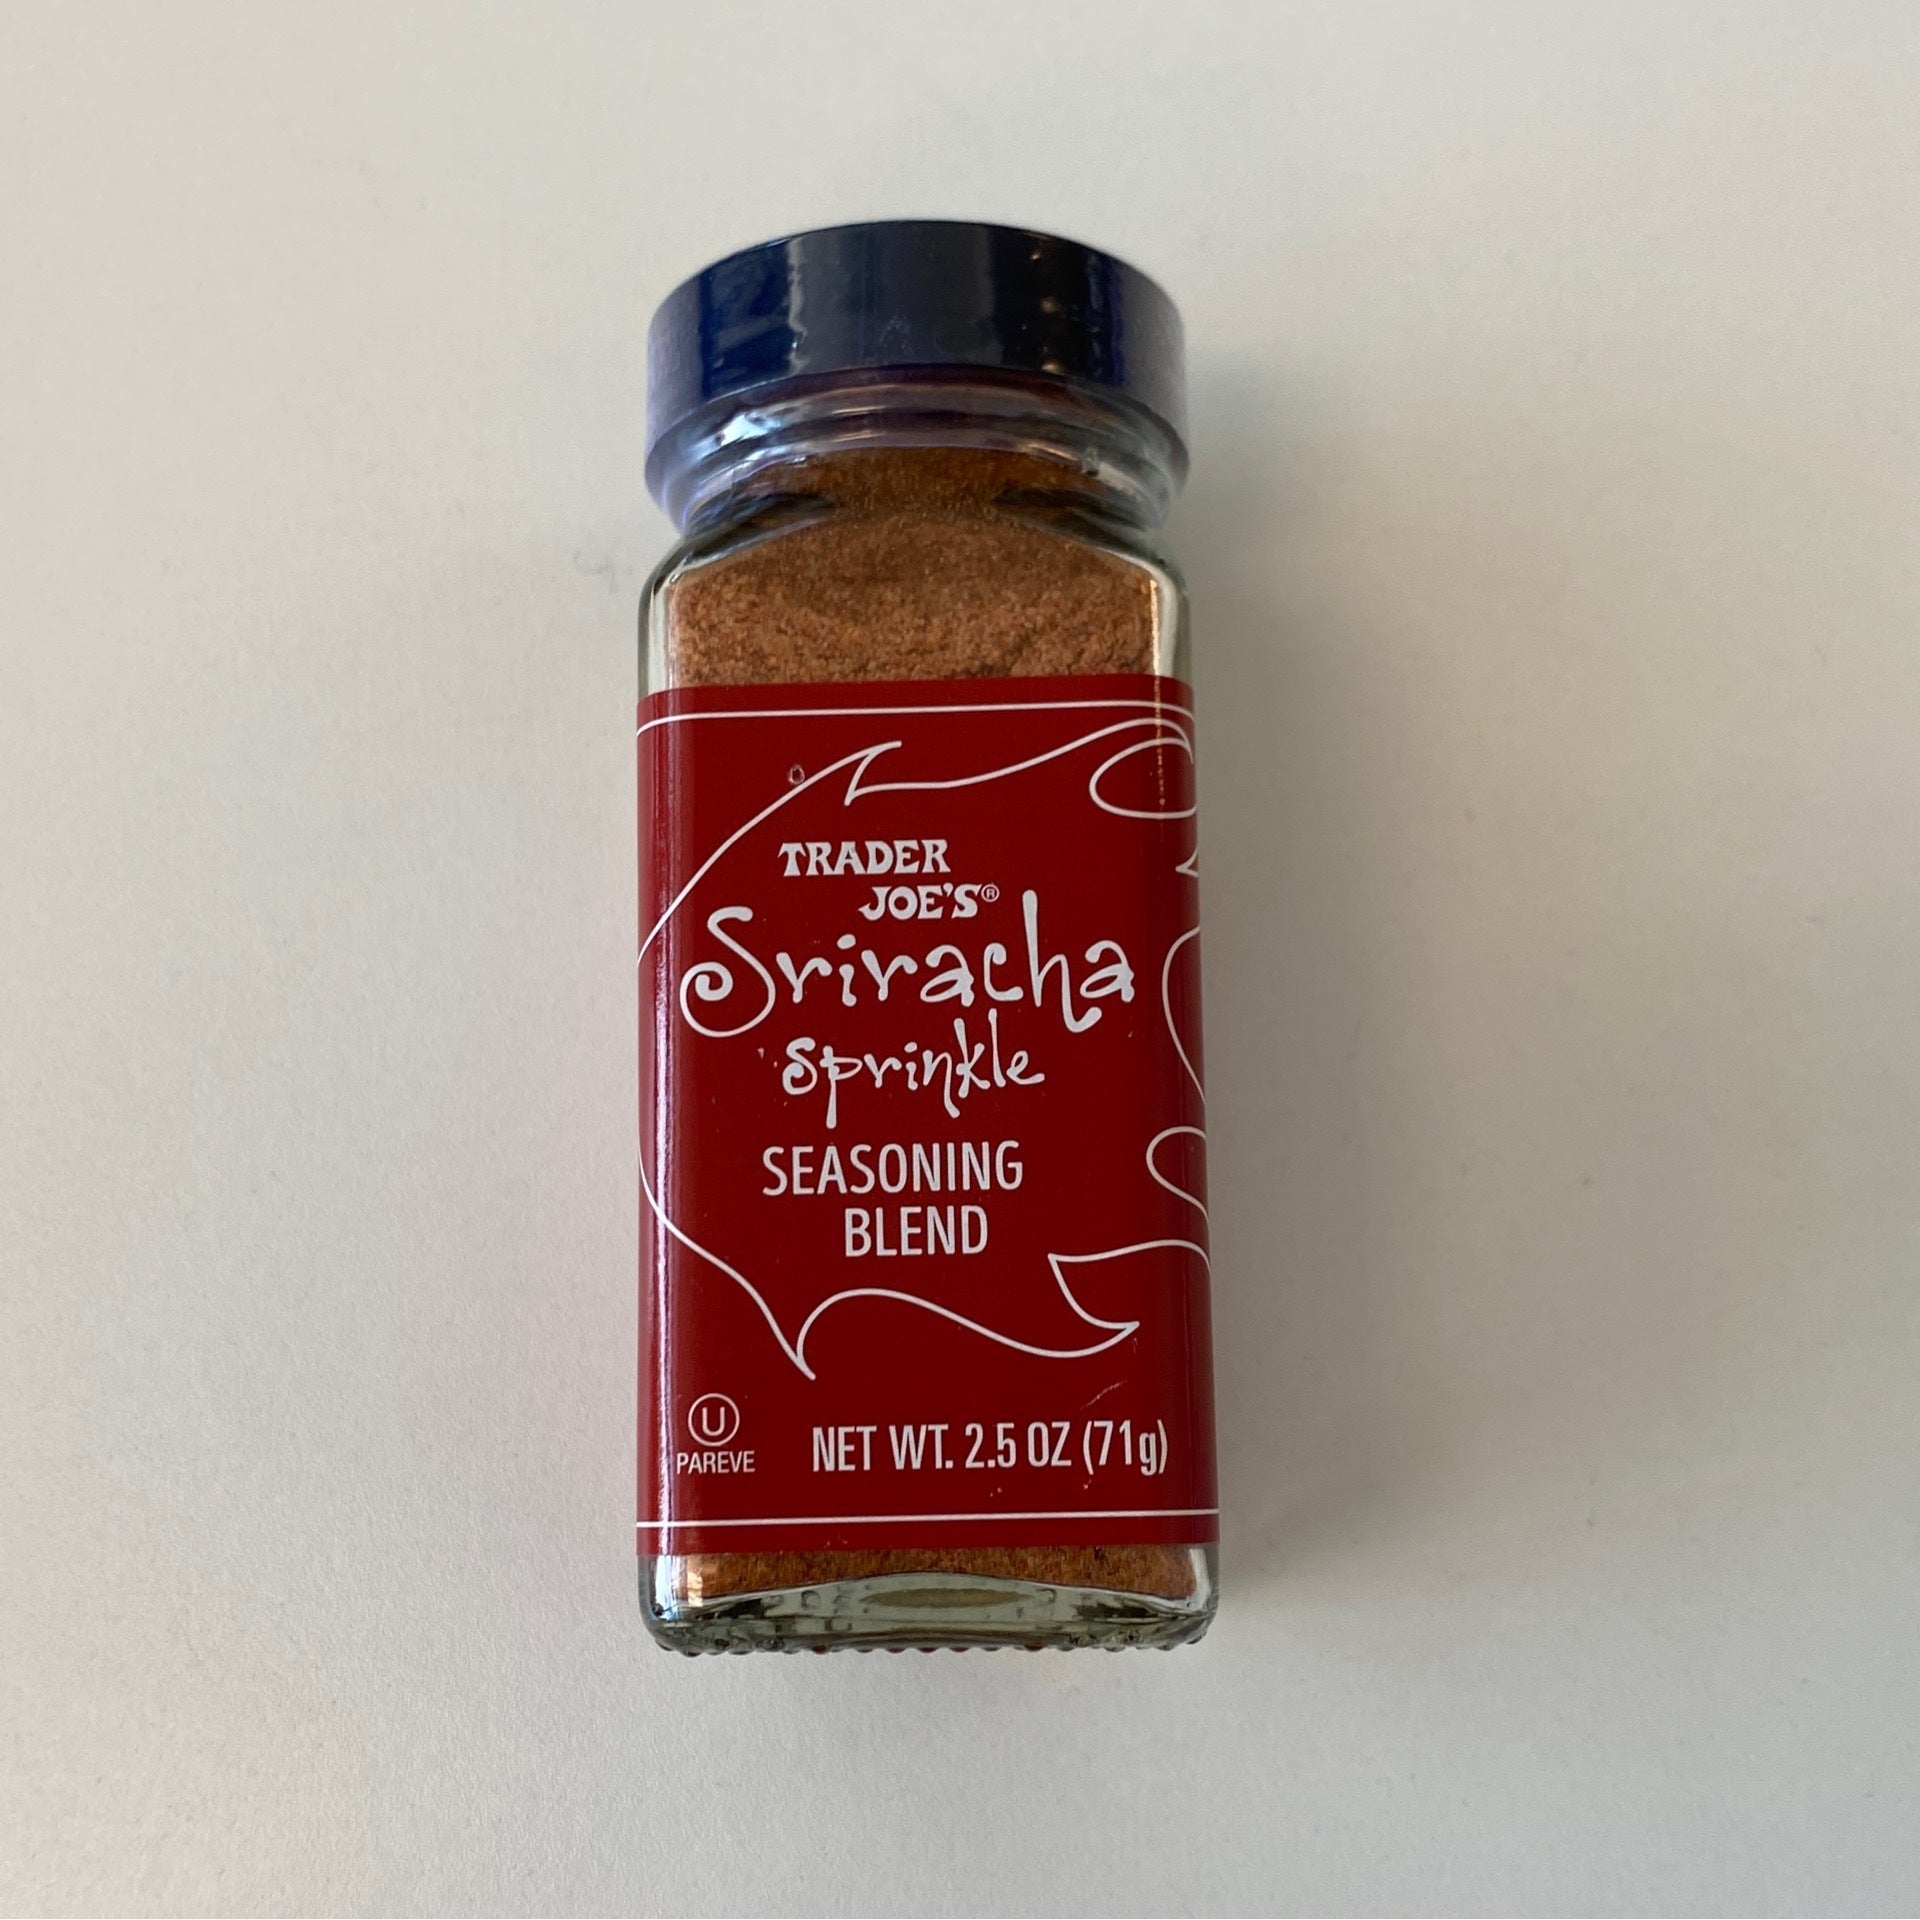 TRADER
JOE'S®
Sriracha
Sprinkle
SEASONING
BLEND
U
PAREVE
NET WT. 2.5 OZ (71g)